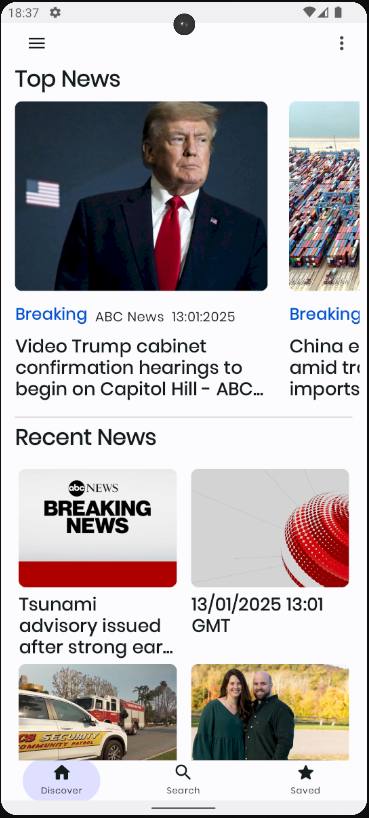 18:37
Top News
Breaking ABC News 13:01:2025
Video Trump cabinet
confirmation hearings to
begin on Capitol Hill - ABC...
Breaking
China e
amid tr
imports
Recent News
abc NEWS
BREAKING
NEWS
Tsunami
advisory issued
after strong ear...
13/01/2025 13:01
GMT
SECURITY
COMMUNITY PATROL
Discover
Search
Saved